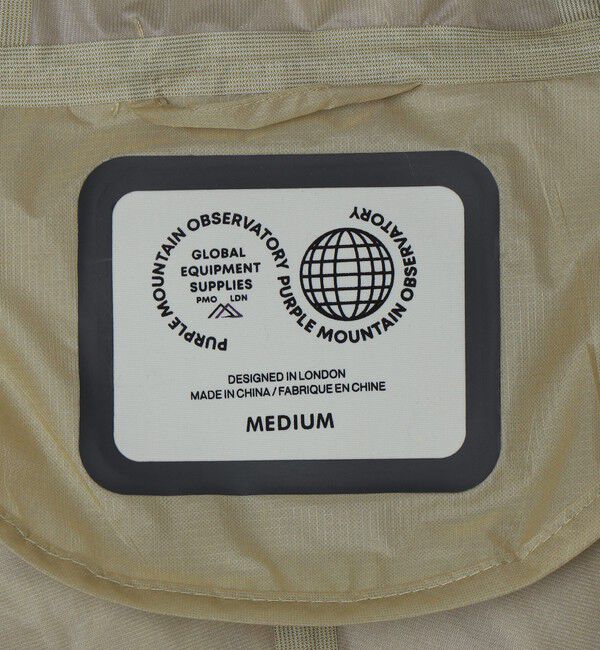 PURPLE MOUNTAIN OBSERVATORY
GLOBAL
EQUIPMENT
SUPPLIES
PMO LDN
PURPLE MOUNTAIN OBSERVATORY
DESIGNED IN LONDON
MADE IN CHINA / FABRIQUE EN CHINE
MEDIUM